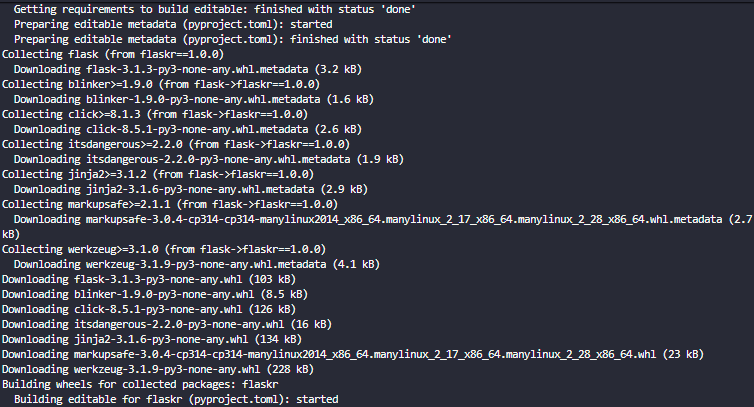 Getting requirements to build editable: finished with status 'done'
Preparing editable metadata (pyproject.toml): started
Preparing editable metadata (pyproject.toml): finished with status 'done'
Collecting flask (from flaskr==1.0.0)
Downloading flask-3.1.3-py3-none-any.whl.metadata (3.2 kB)
Collecting blinker>=1.9.0 (from flask->flaskr==1.0.0)
Downloading blinker-1.9.0-py3-none-any.whl.metadata (1.6 kB)
Collecting click>=8.1.3 (from flask->flaskr==1.0.0)
Downloading click-8.5.1-py3-none-any.whl.metadata (2.6 kB)
Collecting itsdangerous>=2.2.0 (from flask->flaskr==1.0.0)
Downloading itsdangerous-2.2.0-py3-none-any.whl.metadata (1.9 kB)
Collecting jinja2>=3.1.2 (from flask->flaskr==1.0.0)
Downloading jinja2-3.1.6-py3-none-any.whl.metadata (2.9 kB)
Collecting markupsafe>=2.1.1 (from flask->flaskr==1.0.0)
Downloading markupsafe-3.0.4-cp314-cp314-manylinux2014_x86_64.manylinux_2_17_x86_64.manylinux_2_28_x86_64.whl.metadata (2.7
kB)
Collecting werkzeug>=3.1.0 (from flask->flaskr==1.0.0)
Downloading werkzeug-3.1.9-py3-none-any.whl.metadata (4.1 kB)
Downloading flask-3.1.3-py3-none-any.whl (103 kB)
Downloading blinker-1.9.0-py3-none-any.whl (8.5 kB)
Downloading click-8.5.1-py3-none-any.whl (126 kB)
Downloading itsdangerous-2.2.0-py3-none-any.whl (16 kB)
Downloading jinja2-3.1.6-py3-none-any.whl (134 kB)
Downloading markupsafe-3.0.4-cp314-cp314-manylinux2014_x86_64.manylinux_2_17_x86_64.manylinux_2_28_x86_64.whl (23 kB)
Downloading werkzeug-3.1.9-py3-none-any.whl (228 kB)
Building wheels for collected packages: flaskr
Building editable for flaskr (pyproject.toml): started